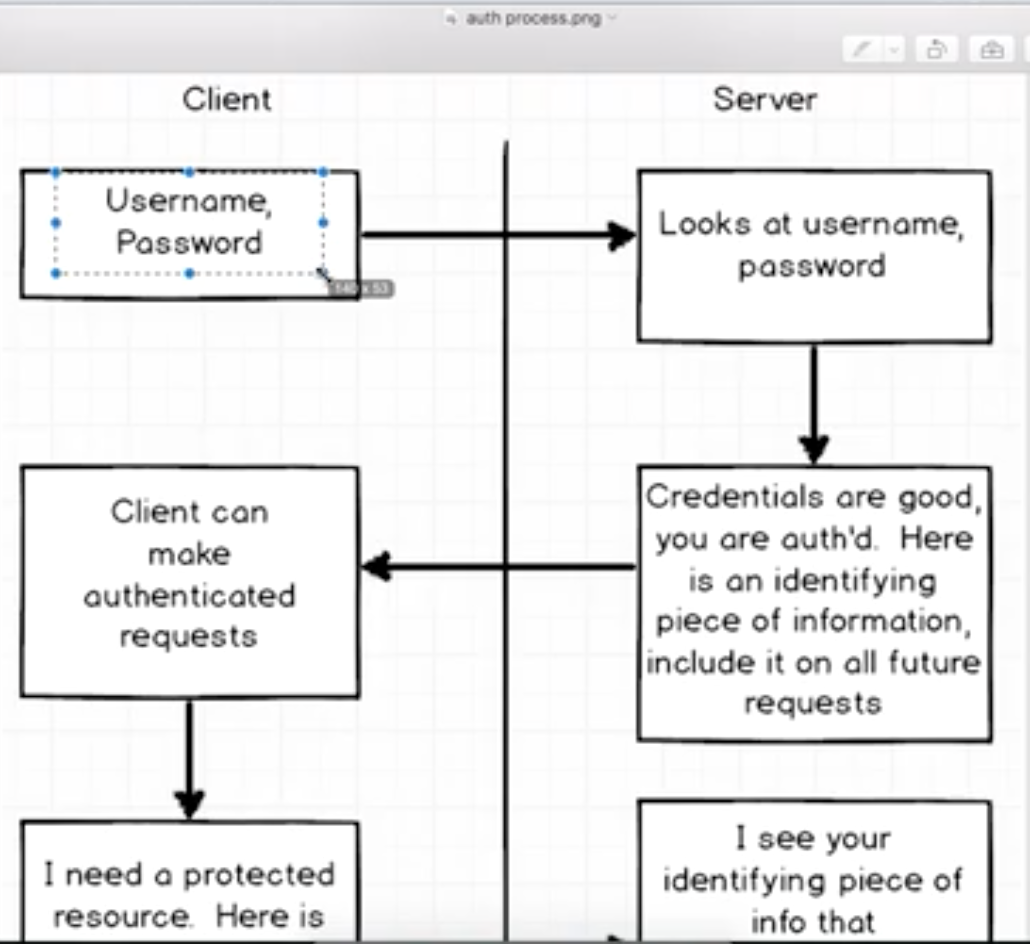 auth process.png
Client
Server
Username,
Password
140 x 53
Looks at username,
password
Client can
make
authenticated
requests
Credentials are good,
you are auth'd. Here
is an identifying
piece of information,
include it on all future
requests
I need a protected
resource. Here is
I see your
identifying piece of
info that